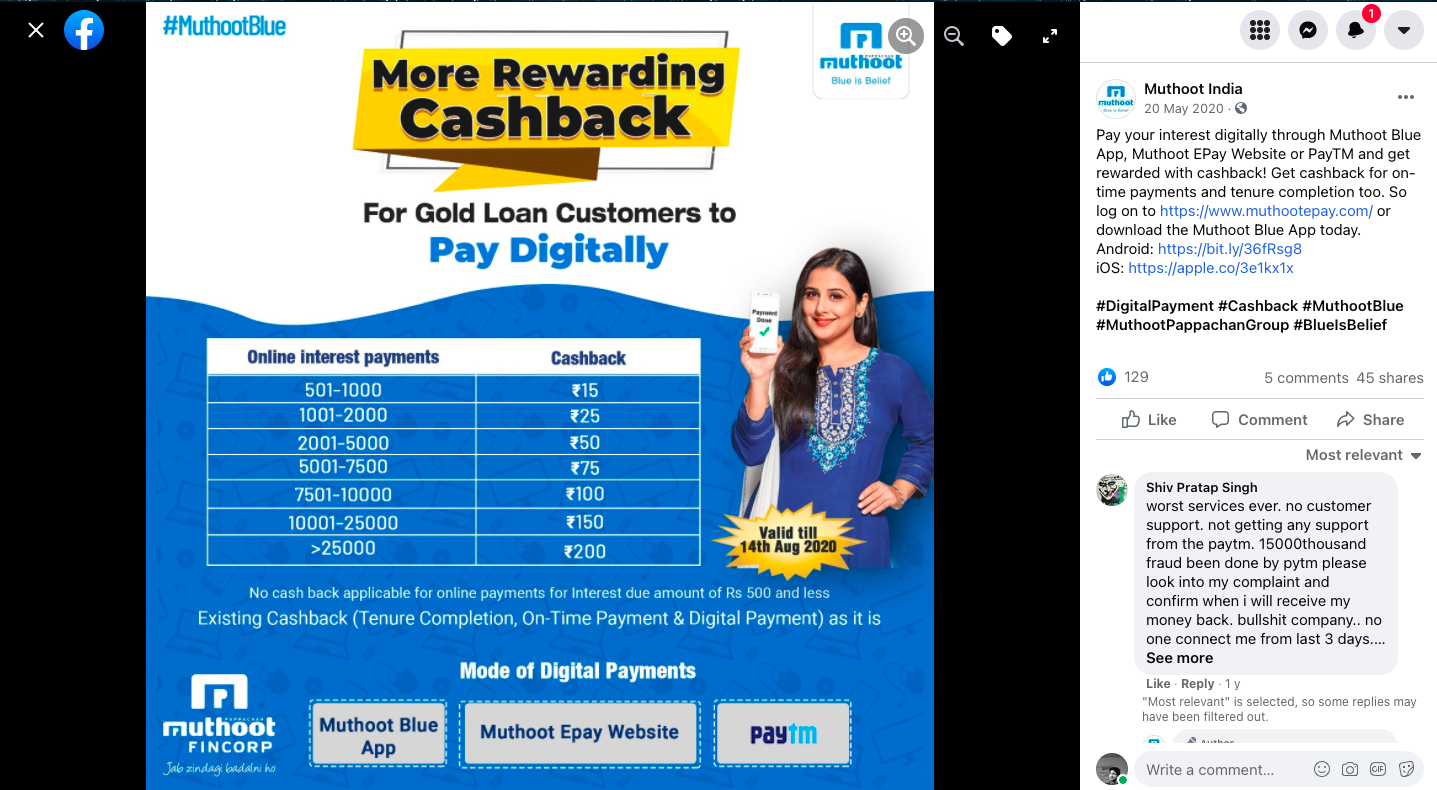 #MuthootBlue
More Rewarding
Cashback
PAPPACHAN
muthoot
Blue is Belief
For Gold Loan Customers to
Pay Digitally
Payment
Done
Online interest payments Cashback
501-1000 ₹15
1001-2000 ₹25
2001-5000 ₹50
5001-7500 ₹75
7501-10000 ₹100
10001-25000 ₹150
>25000 ₹200
Valid till
14th Aug 2020
No cash back applicable for online payments for Interest due amount of Rs 500 and less
Existing Cashback (Tenure Completion, On-Time Payment & Digital Payment) as it is
Mode of Digital Payments
PAPPACHAN
muthoot
FINCORP
Jab zindagi badalni ho
Muthoot Blue
App
Muthoot Epay Website
paytm
1
muthoot
Blue is Belief
Muthoot India
20 May 2020 ·
Pay your interest digitally through Muthoot Blue
App, Muthoot EPay Website or PayTM and get
rewarded with cashback! Get cashback for on-
time payments and tenure completion too. So
log on to https://www.muthootepay.com/ or
download the Muthoot Blue App today.
Android: https://bit.ly/36fRsg8
iOS: https://apple.co/3e1kx1x
#DigitalPayment #Cashback #MuthootBlue
#MuthootPappachanGroup #BlueIsBelief
129 5 comments 45 shares
Like Comment Share
Most relevant
Shiv Pratap Singh
worst services ever. no customer
support. not getting any support
from the paytm. 15000thousand
fraud been done by pytm please
look into my complaint and
confirm when i will receive my
money back. bullshit company.. no
one connect me from last 3 days....
See more
Like · Reply · 1 y
"Most relevant" is selected, so some replies may
have been filtered out.
Author
Write a comment...
GIF